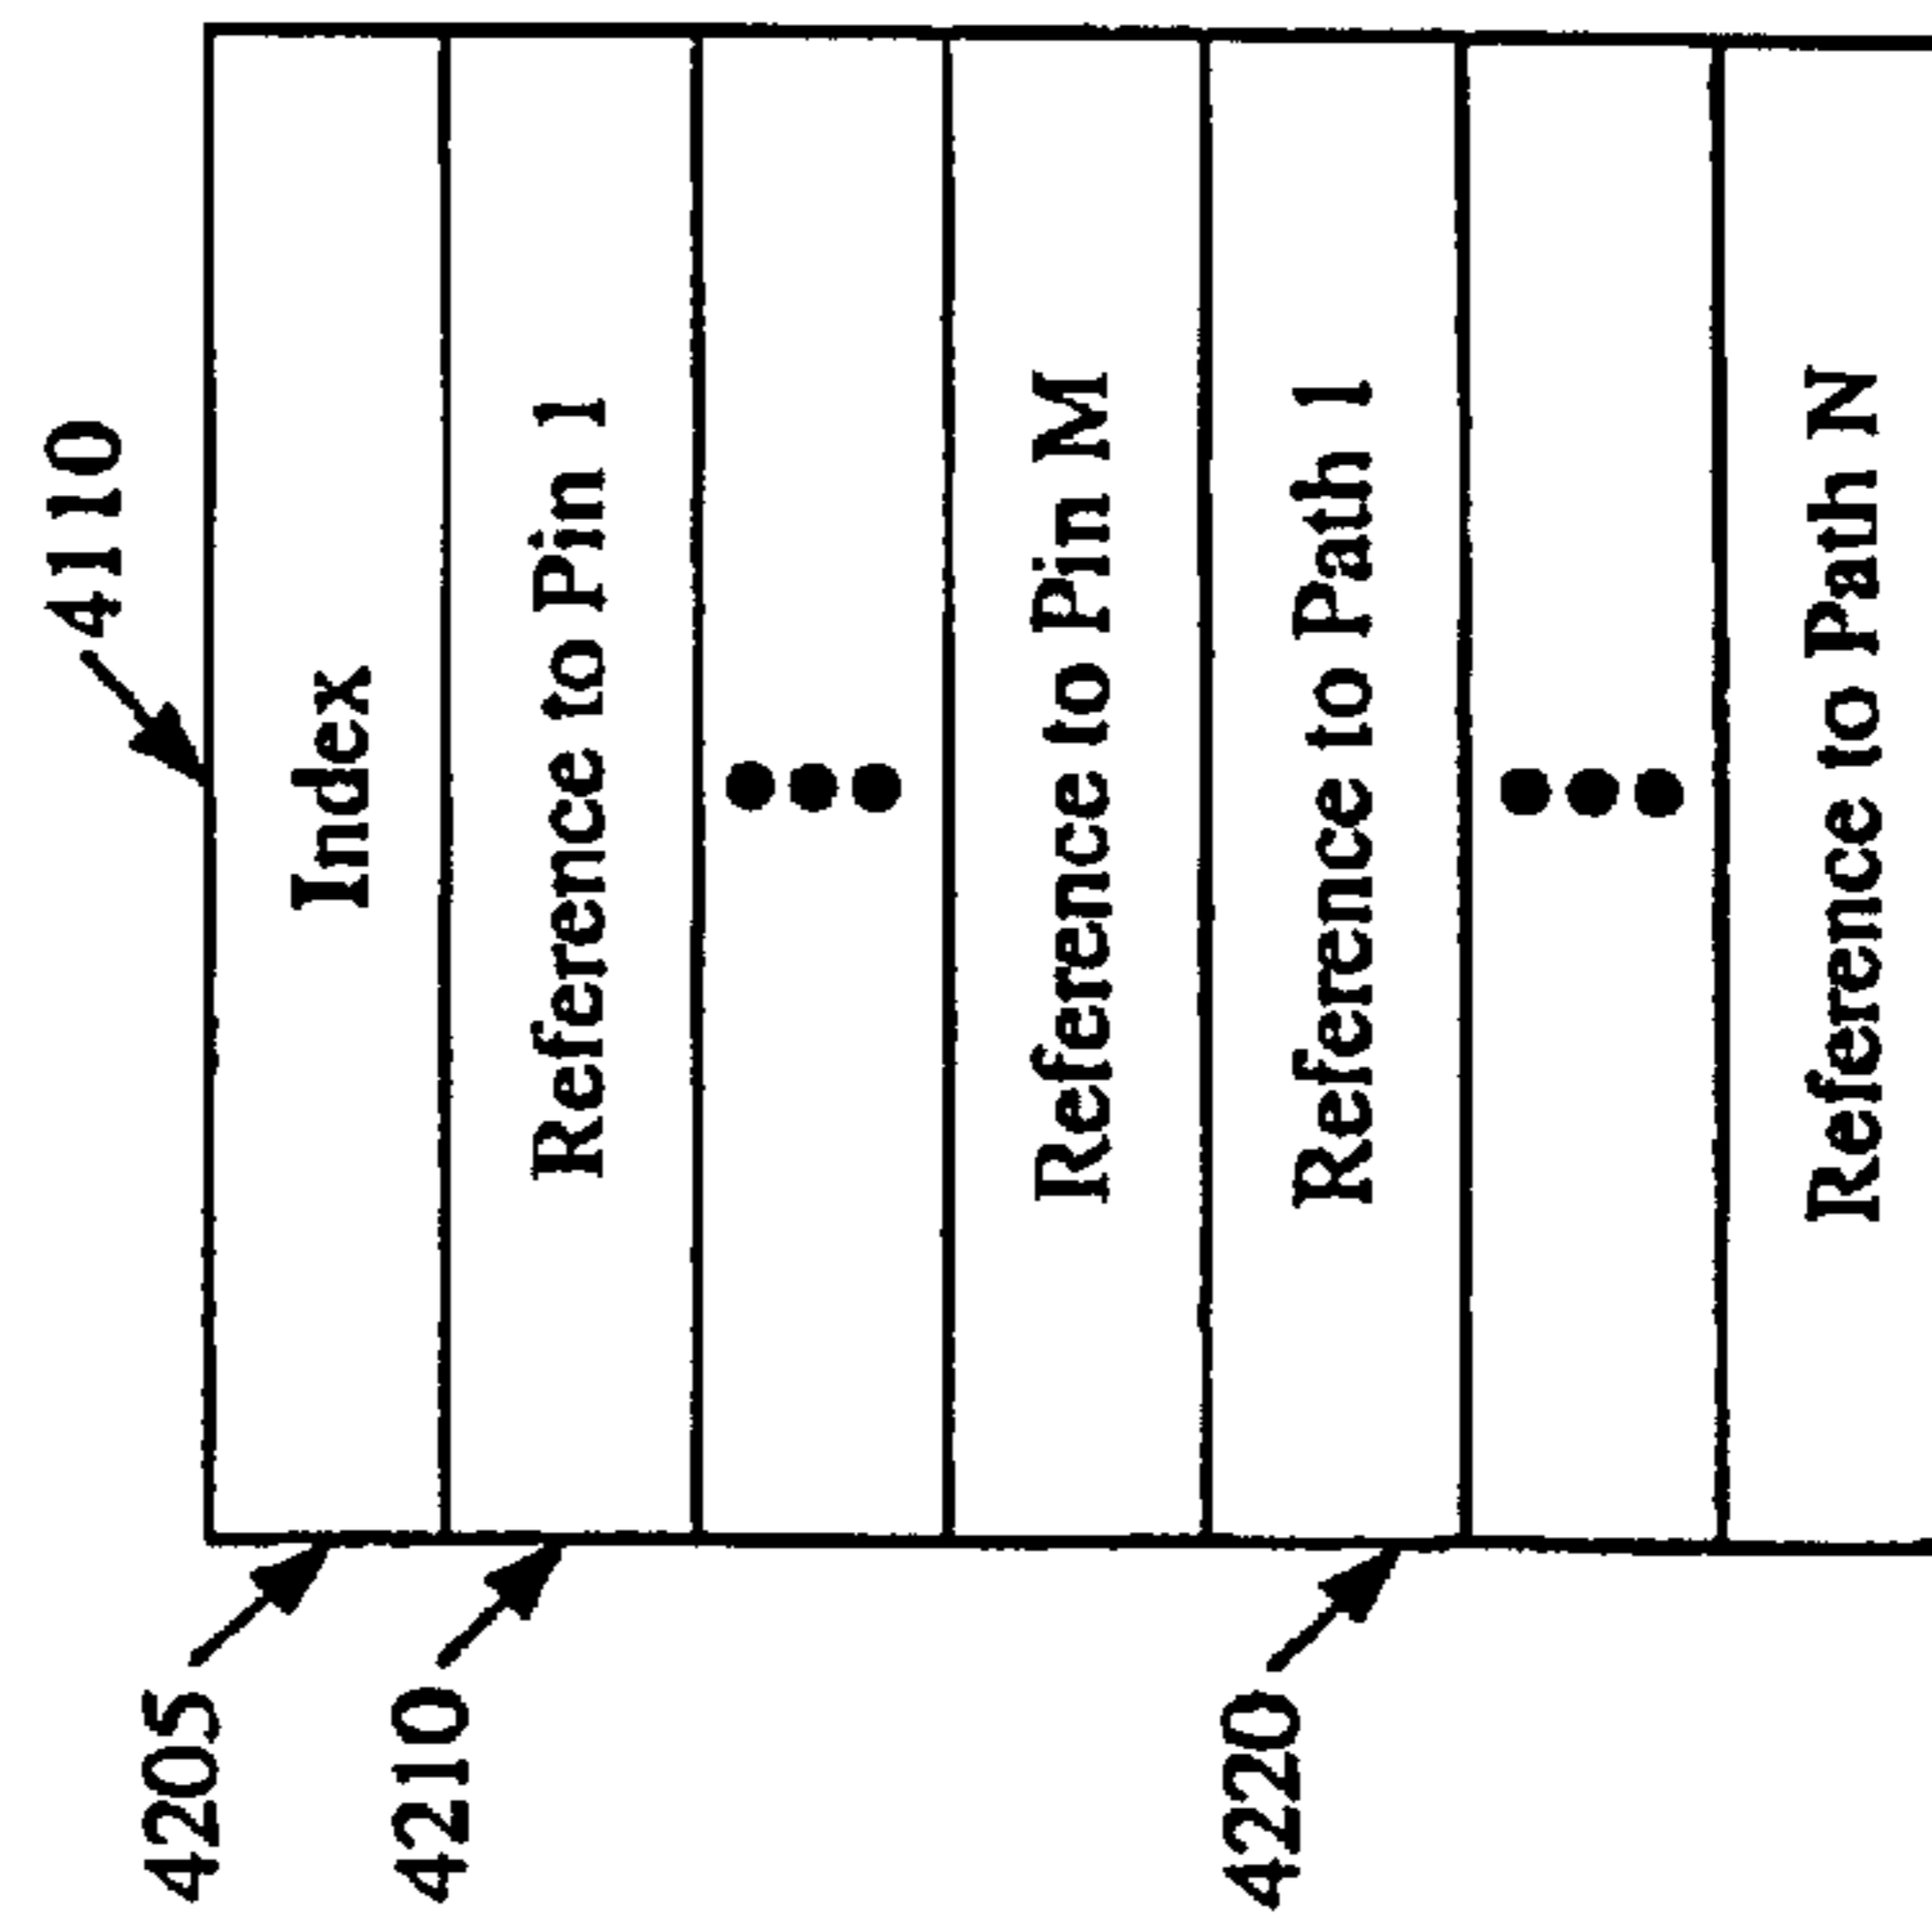 4110
4205
Index
4210
Reference to Pin 1
Reference to Pin M
4220
Reference to Path 1
Reference to Path N